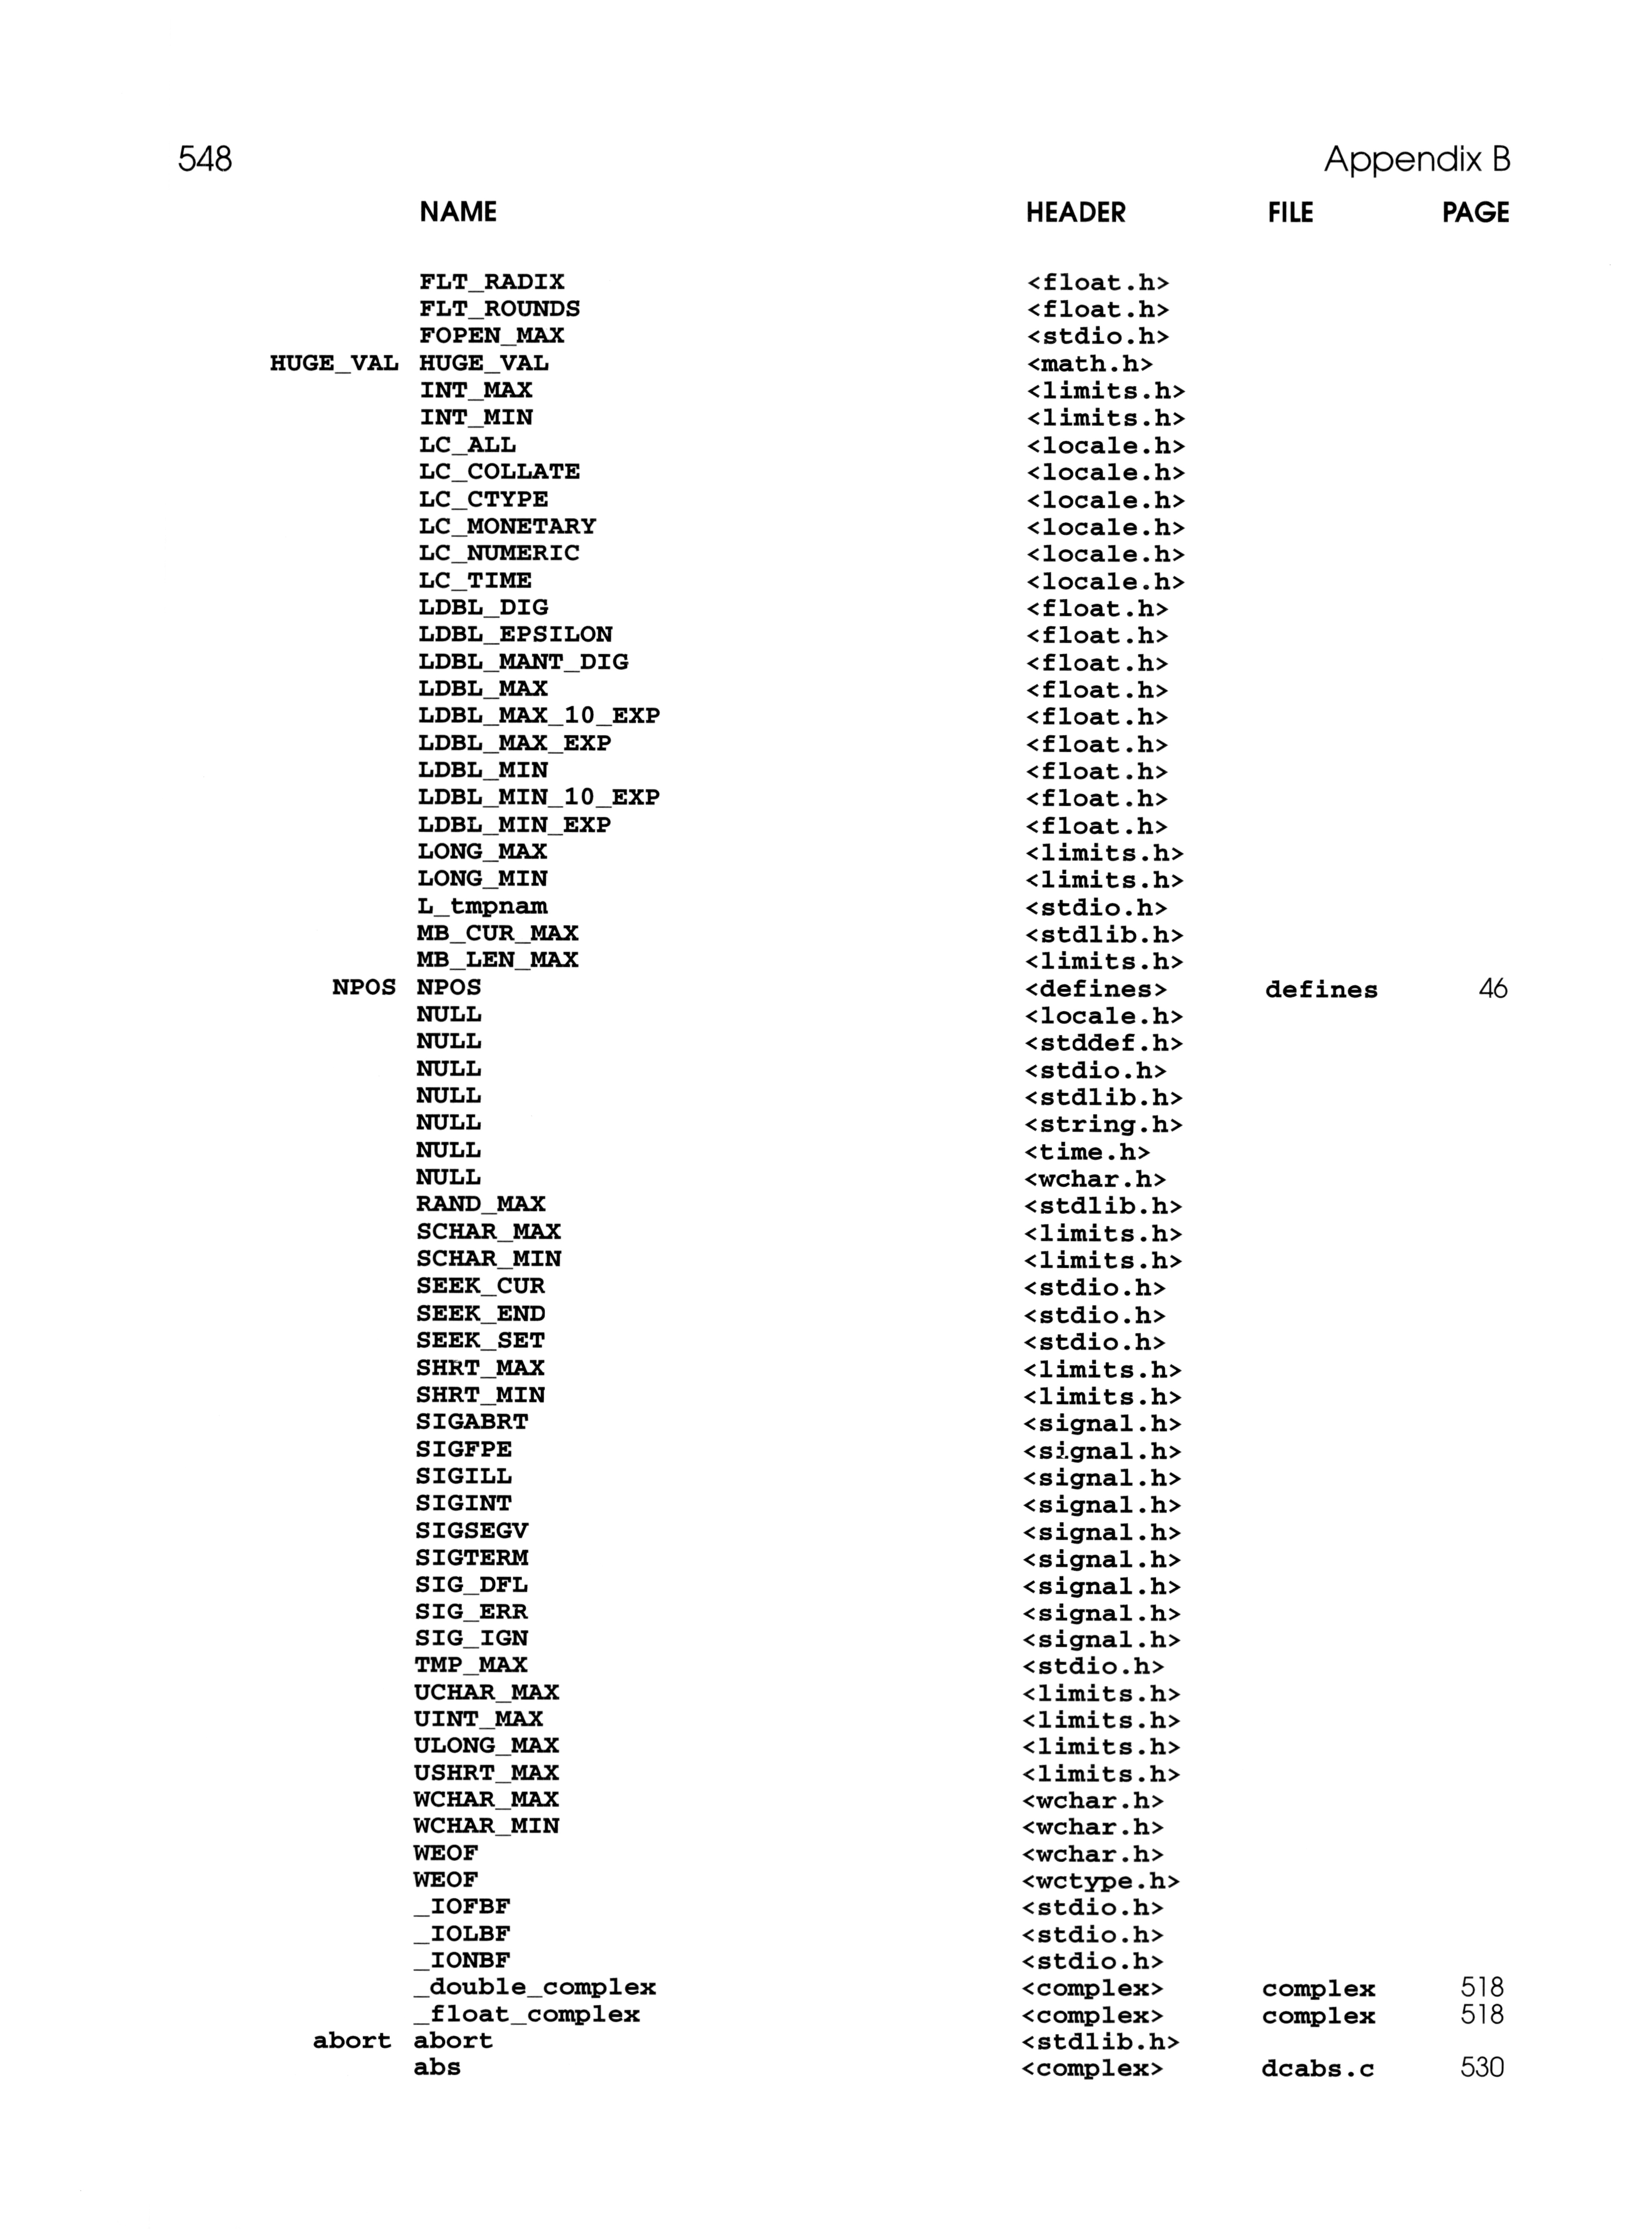 548 Appendix B
NAME HEADER FILE PAGE
FLT_RADIX <float.h>
FLT_ROUNDS <float.h>
FOPEN_MAX <stdio.h>
HUGE_VAL HUGE_VAL <math.h>
INT_MAX <limits.h>
INT_MIN <limits.h>
LC_ALL <locale.h>
LC_COLLATE <locale.h>
LC_CTYPE <locale.h>
LC_MONETARY <locale.h>
LC_NUMERIC <locale.h>
LC_TIME <locale.h>
LDBL_DIG <float.h>
LDBL_EPSILON <float.h>
LDBL_MANT_DIG <float.h>
LDBL_MAX <float.h>
LDBL_MAX_10_EXP <float.h>
LDBL_MAX_EXP <float.h>
LDBL_MIN <float.h>
LDBL_MIN_10_EXP <float.h>
LDBL_MIN_EXP <float.h>
LONG_MAX <limits.h>
LONG_MIN <limits.h>
L_tmpnam <stdio.h>
MB_CUR_MAX <stdlib.h>
MB_LEN_MAX <limits.h>
NPOS NPOS <defines> defines 46
NULL <locale.h>
NULL <stddef.h>
NULL <stdio.h>
NULL <stdlib.h>
NULL <string.h>
NULL <time.h>
NULL <wchar.h>
RAND_MAX <stdlib.h>
SCHAR_MAX <limits.h>
SCHAR_MIN <limits.h>
SEEK_CUR <stdio.h>
SEEK_END <stdio.h>
SEEK_SET <stdio.h>
SHRT_MAX <limits.h>
SHRT_MIN <limits.h>
SIGABRT <signal.h>
SIGFPE <signal.h>
SIGILL <signal.h>
SIGINT <signal.h>
SIGSEGV <signal.h>
SIGTERM <signal.h>
SIG_DFL <signal.h>
SIG_ERR <signal.h>
SIG_IGN <signal.h>
TMP_MAX <stdio.h>
UCHAR_MAX <limits.h>
UINT_MAX <limits.h>
ULONG_MAX <limits.h>
USHRT_MAX <limits.h>
WCHAR_MAX <wchar.h>
WCHAR_MIN <wchar.h>
WEOF <wchar.h>
WEOF <wctype.h>
_IOFBF <stdio.h>
_IOLBF <stdio.h>
_IONBF <stdio.h>
_double_complex <complex> complex 518
_float_complex <complex> complex 518
abort abort <stdlib.h>
abs <complex> dcabs.c 530